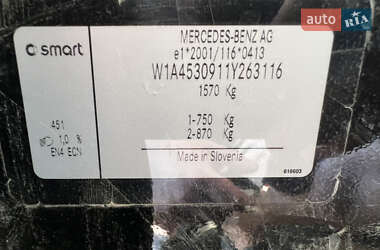 AUTO RIA
smart
MERCEDES-BENZ AG
e1*2001/116*0413
W1A4530911Y263116
1570 Kg
1-750 Kg
2-870 Kg
451
1,0 %
EN4 ECN
Made in Slovenia
616603